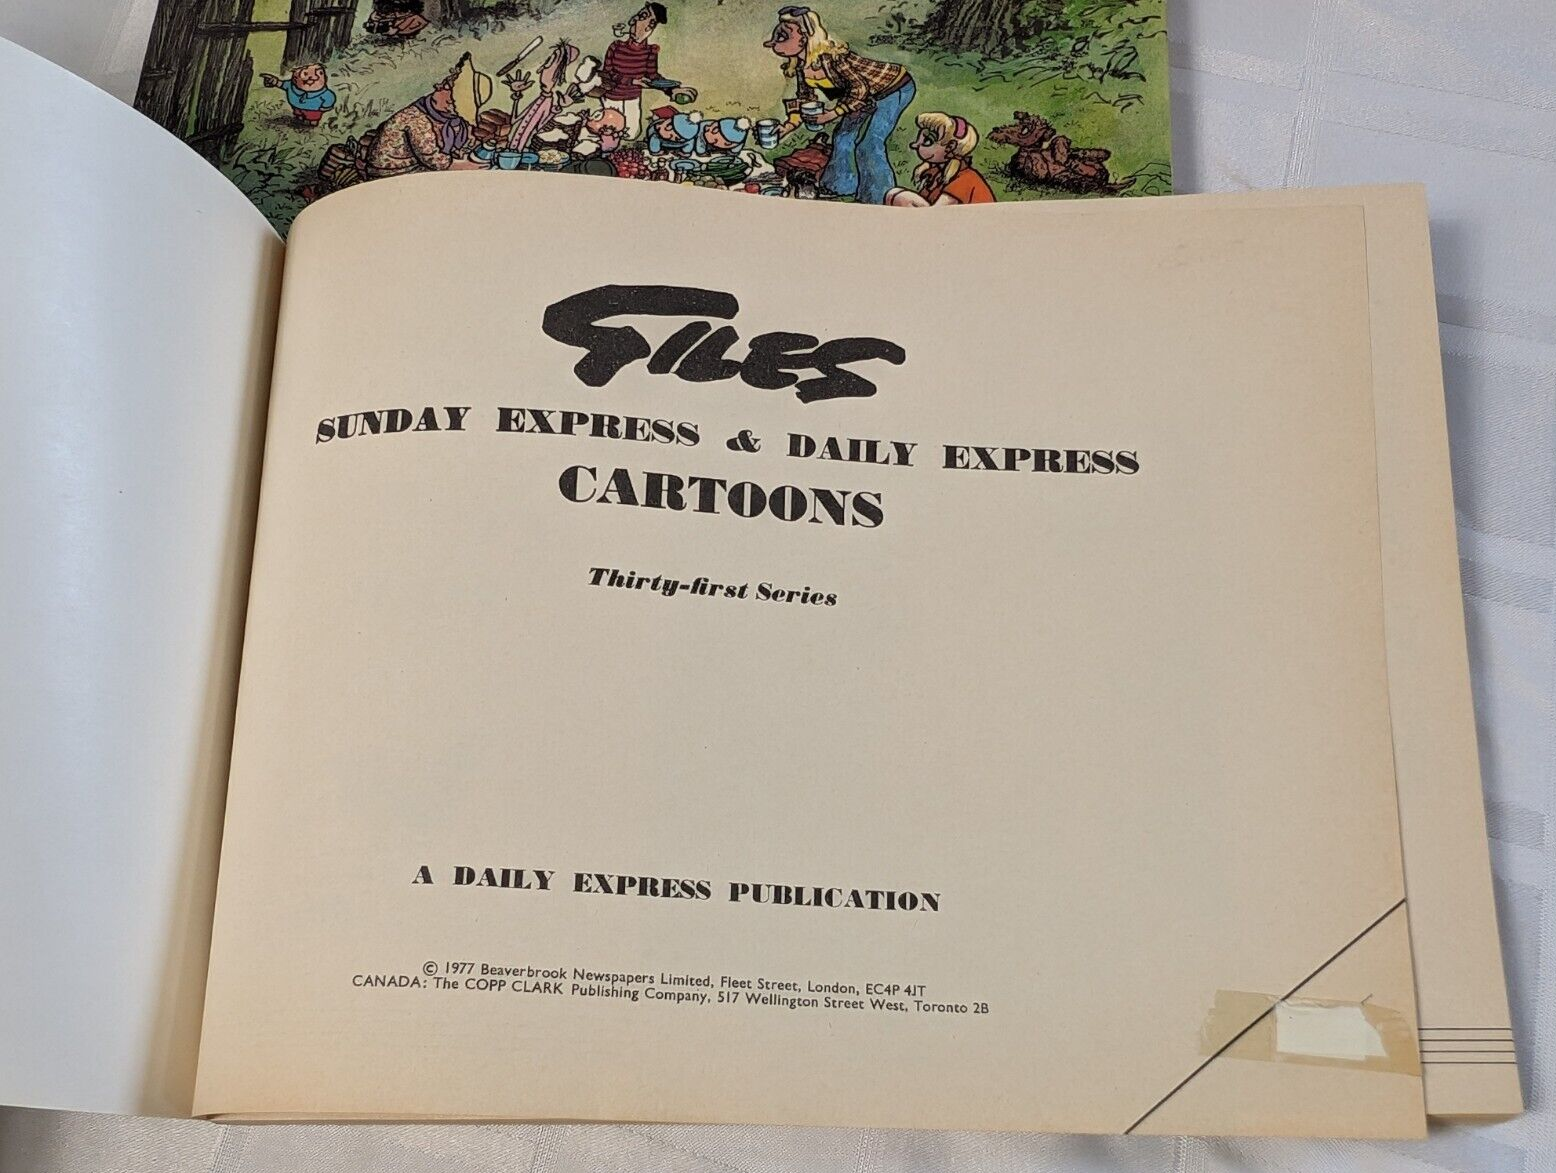 GILES
SUNDAY EXPRESS & DAILY EXPRESS
CARTOONS
Thirty-first Series
A DAILY EXPRESS PUBLICATION
© 1977 Beaverbrook Newspapers Limited, Fleet Street, London, EC4P 4JT
CANADA: The COPP CLARK Publishing Company, 517 Wellington Street West, Toronto 2B